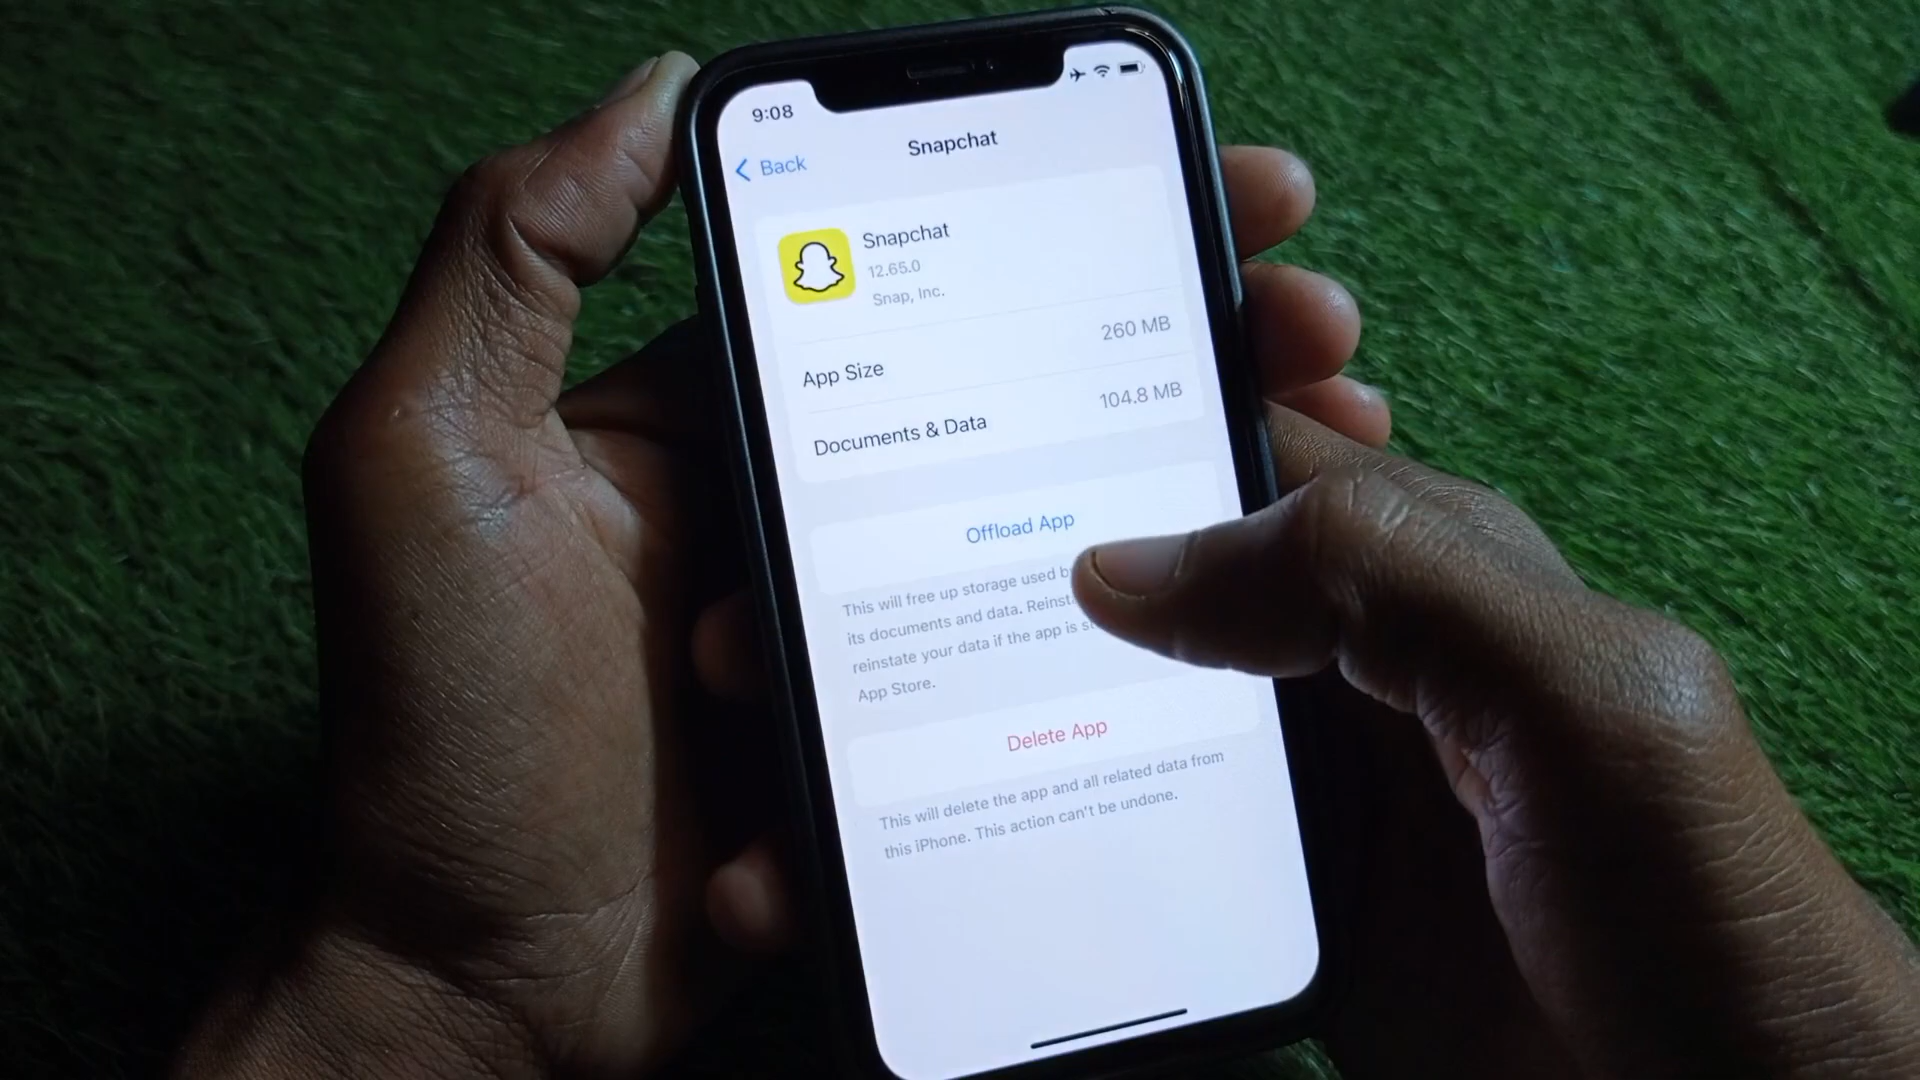 9:08
Back
Snapchat
Snapchat
12.65.0
Snap, Inc.
App Size 260 MB
Documents & Data 104.8 MB
Offload App
This will free up storage used
its documents and data.
reinstate your data if the app is
App Store.
Delete App
This will delete the app and all related data from
this iPhone. This action can't be undone.